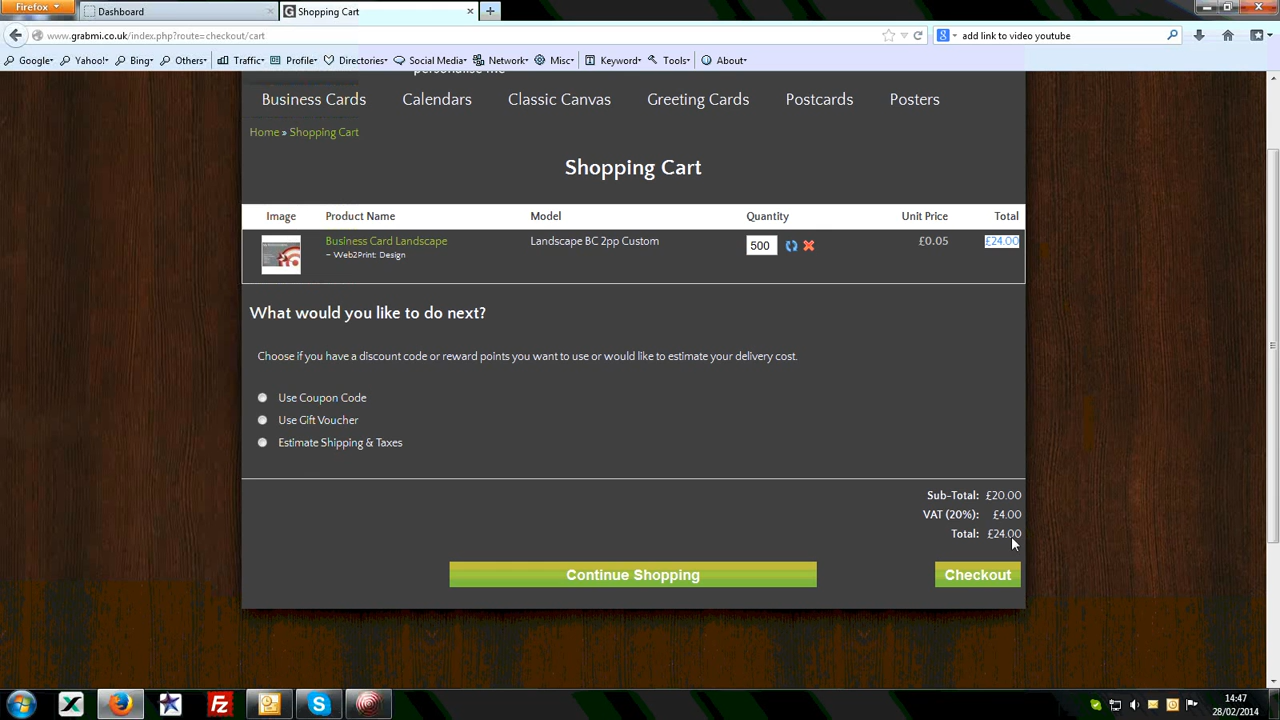 Firefox
Dashboard
Shopping Cart
www.grabmi.co.uk/index.php?route=checkout/cart
add link to video youtube
Google
Yahoo!
Bing
Others
Traffic
Profile
Directories
Social Media
Network
Misc
Keyword
Tools
About
personalise me
Business Cards
Calendars
Classic Canvas
Greeting Cards
Postcards
Posters
Home » Shopping Cart
Shopping Cart
Image Product Name Model Quantity Unit Price Total
Business Card Landscape Landscape BC 2pp Custom 500 £0.05 £24.00
- Web2Print: Design
What would you like to do next?
Choose if you have a discount code or reward points you want to use or would like to estimate your delivery cost.
Use Coupon Code
Use Gift Voucher
Estimate Shipping & Taxes
Sub-Total: £20.00
VAT (20%): £4.00
Total: £24.00
Continue Shopping
Checkout
14:47
28/02/2014